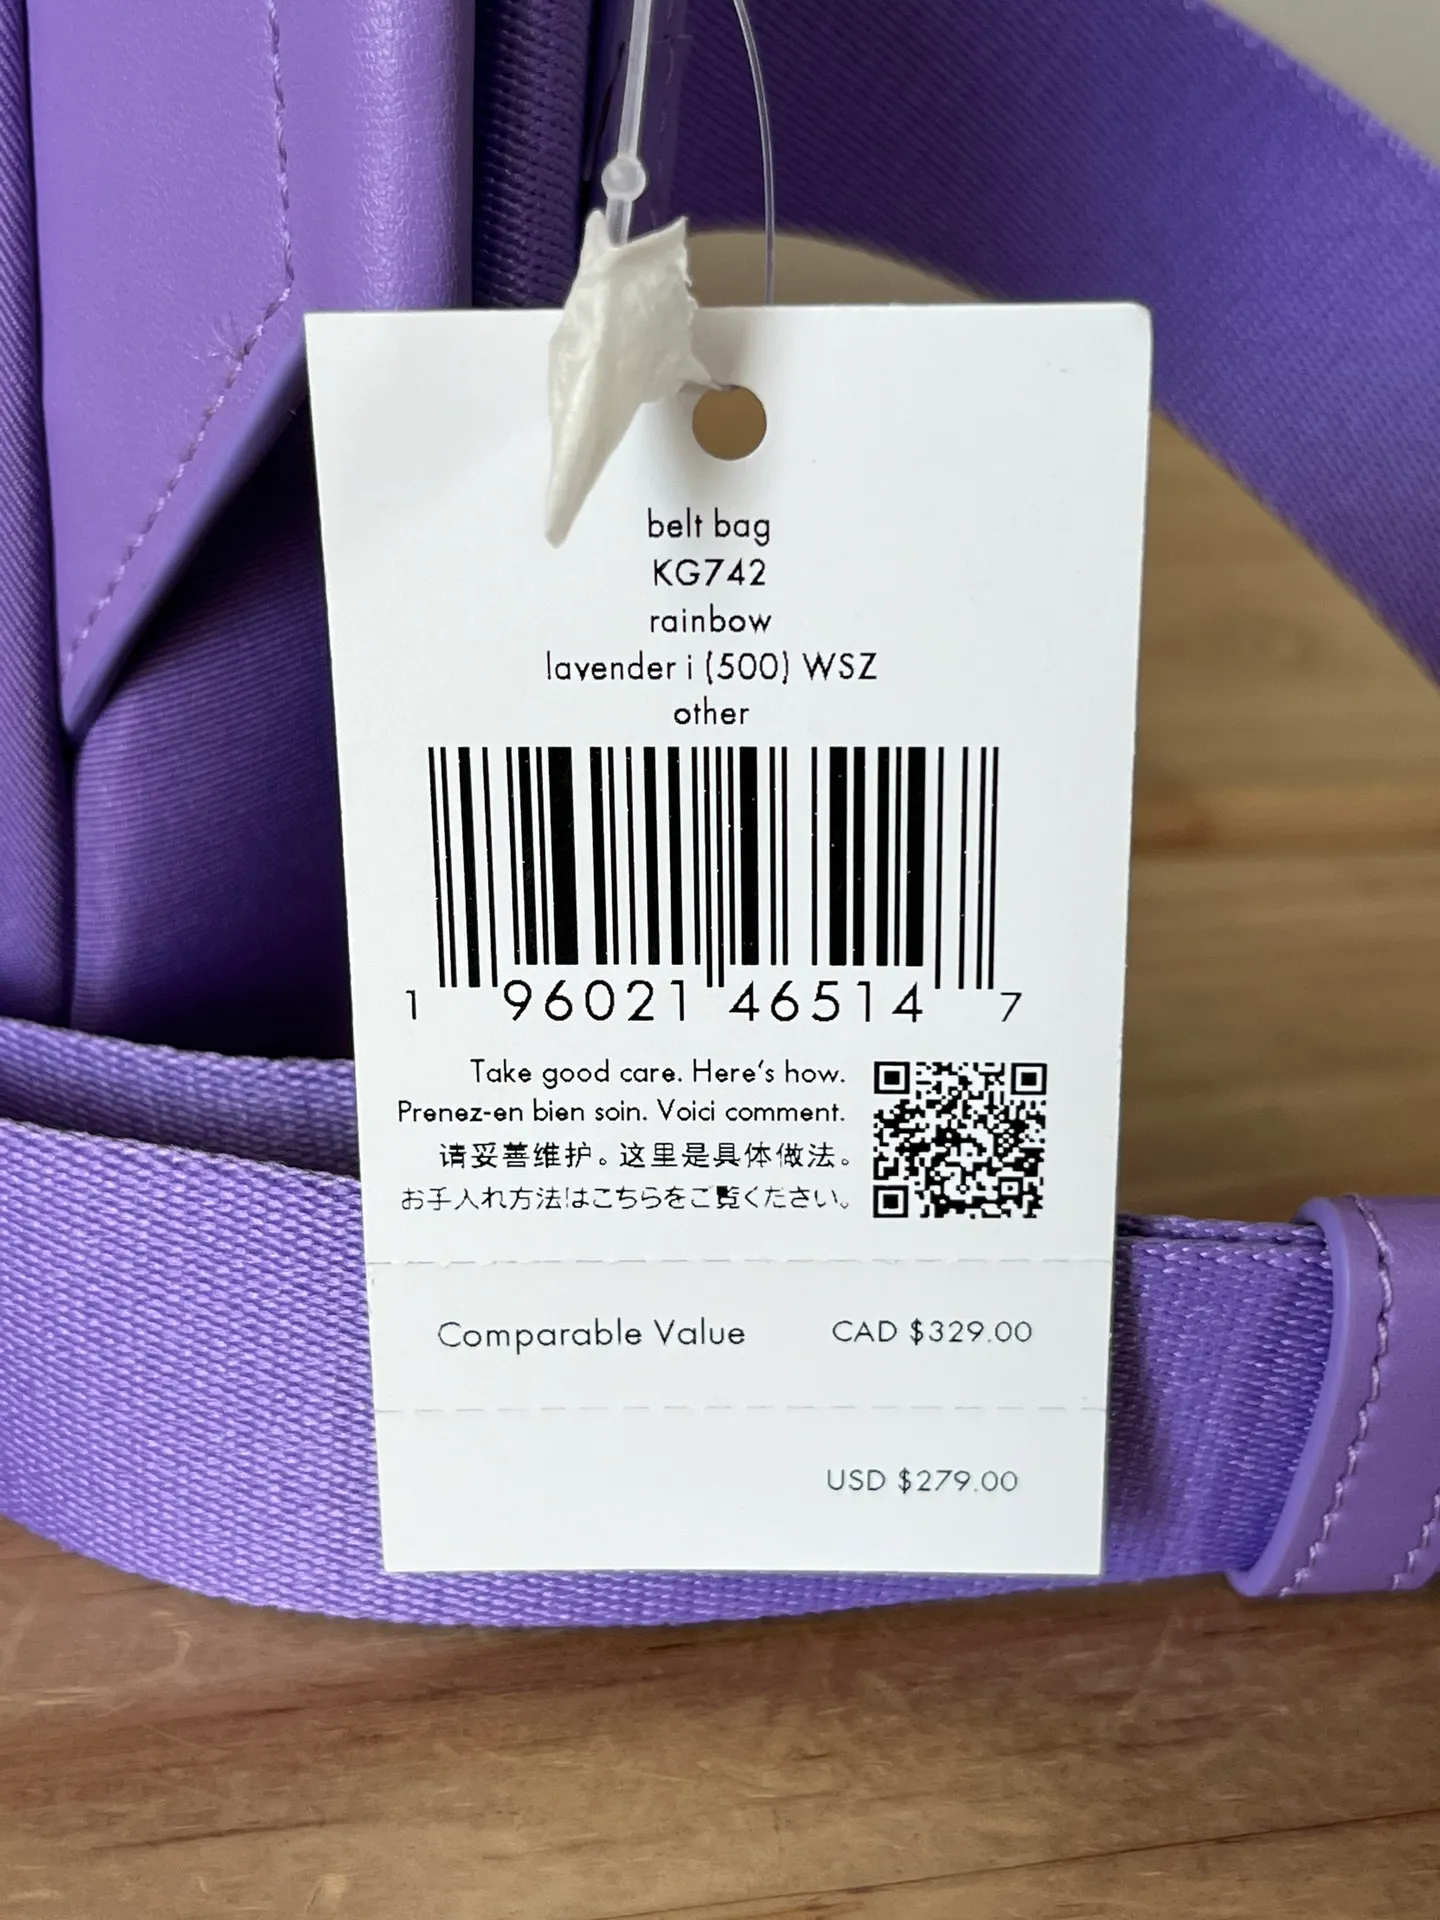 belt bag
KG742
rainbow
lavender i (500) WSZ
other
1 96021 46514 7
Take good care. Here's how.
Prenez-en bien soin. Voici comment.
请妥善维护。这里是具体做法。
お手入れ方法はこちらをご覧ください。
Comparable Value CAD $329.00
USD $279.00